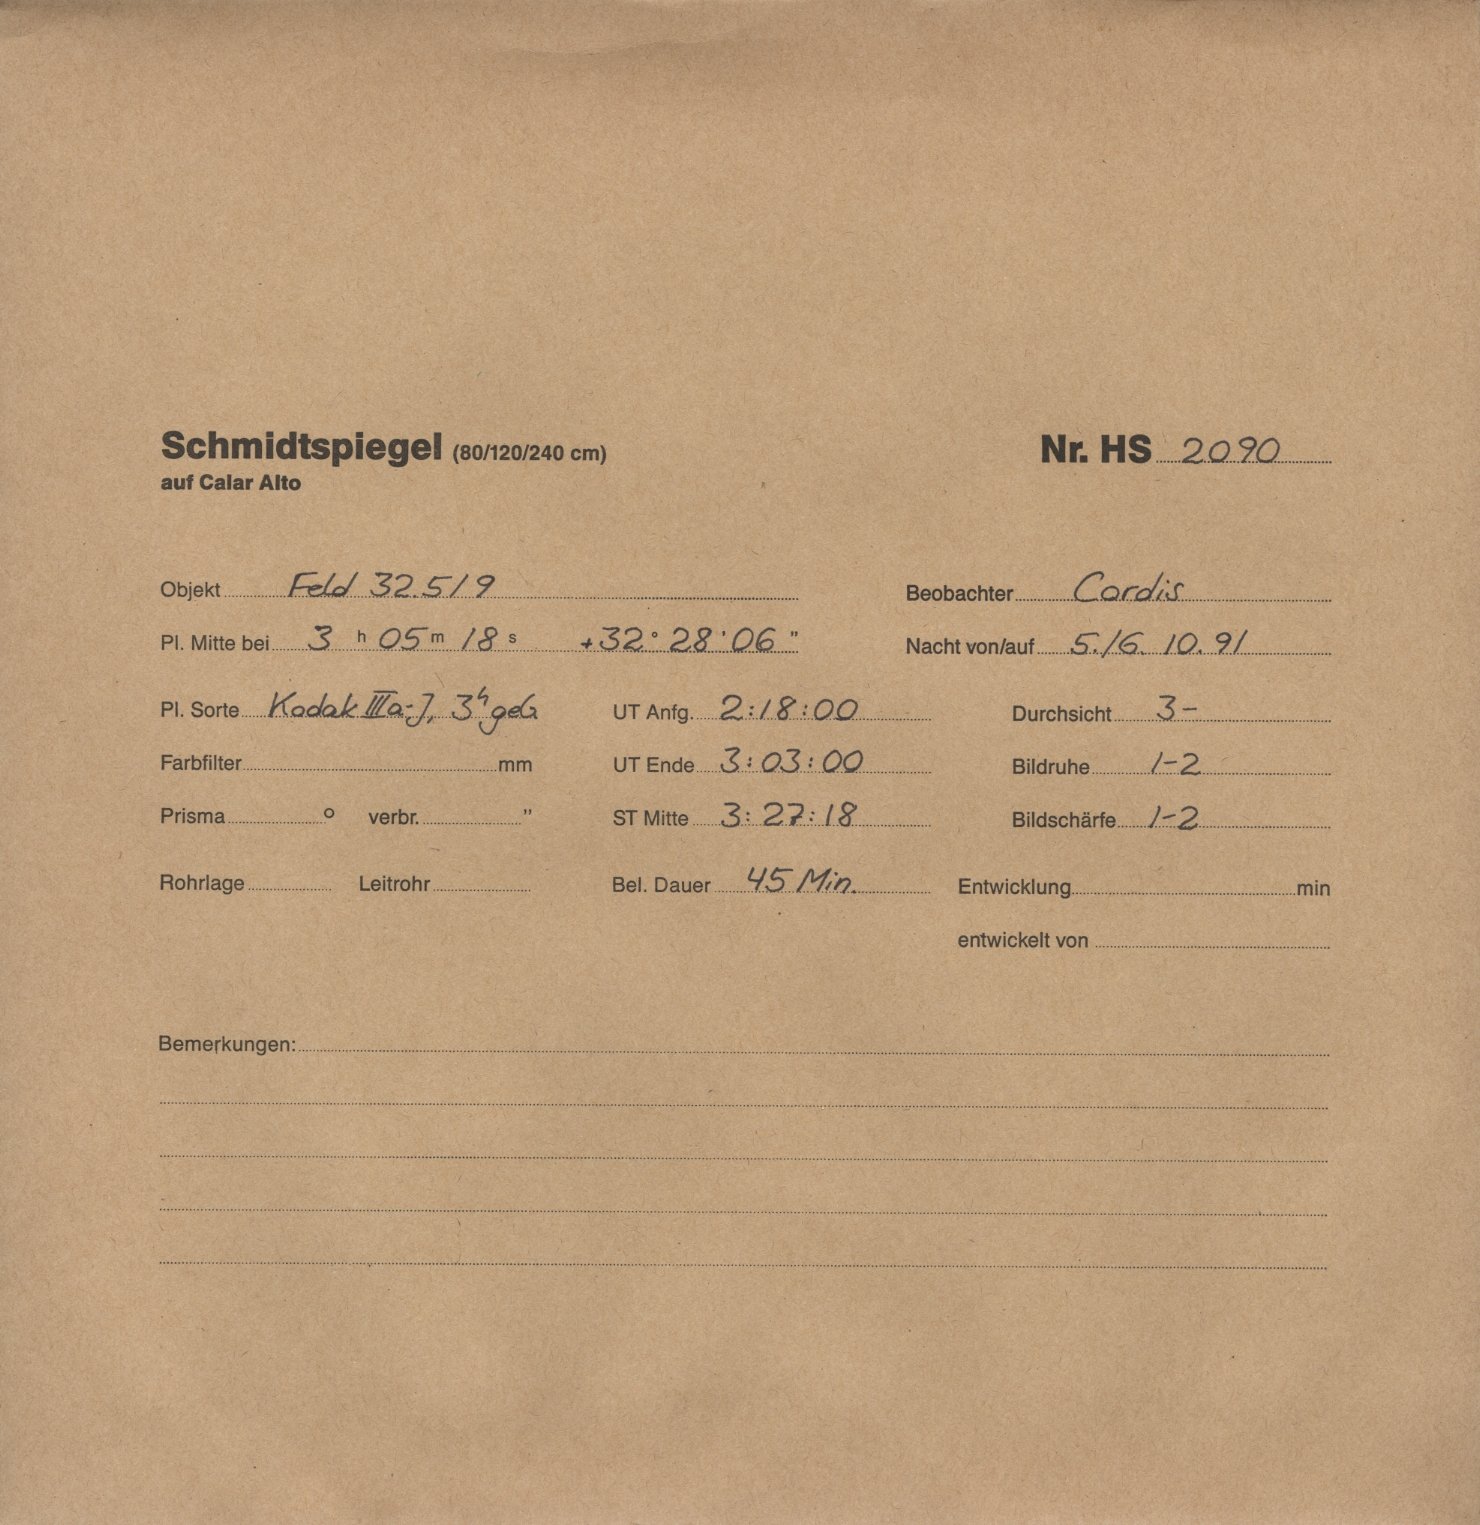 Schmidtspiegel (80/120/240 cm) Nr. HS 2090
auf Calar Alto
Objekt Feld 32.5/9 Beobachter Cordis
Pl. Mitte bei 3 h 05 m 18 s +32° 28' 06" Nacht von/auf 5./6. 10. 91
Pl. Sorte Kodak IIIa-J, 3h geb UT Anfg. 2:18:00 Durchsicht 3-
Farbfilter mm UT Ende 3:03:00 Bildruhe 1-2
Prisma ° verbr. " ST Mitte 3:27:18 Bildschärfe 1-2
Rohrlage Leitrohr Bel. Dauer 45 Min. Entwicklung min
entwickelt von
Bemerkungen: